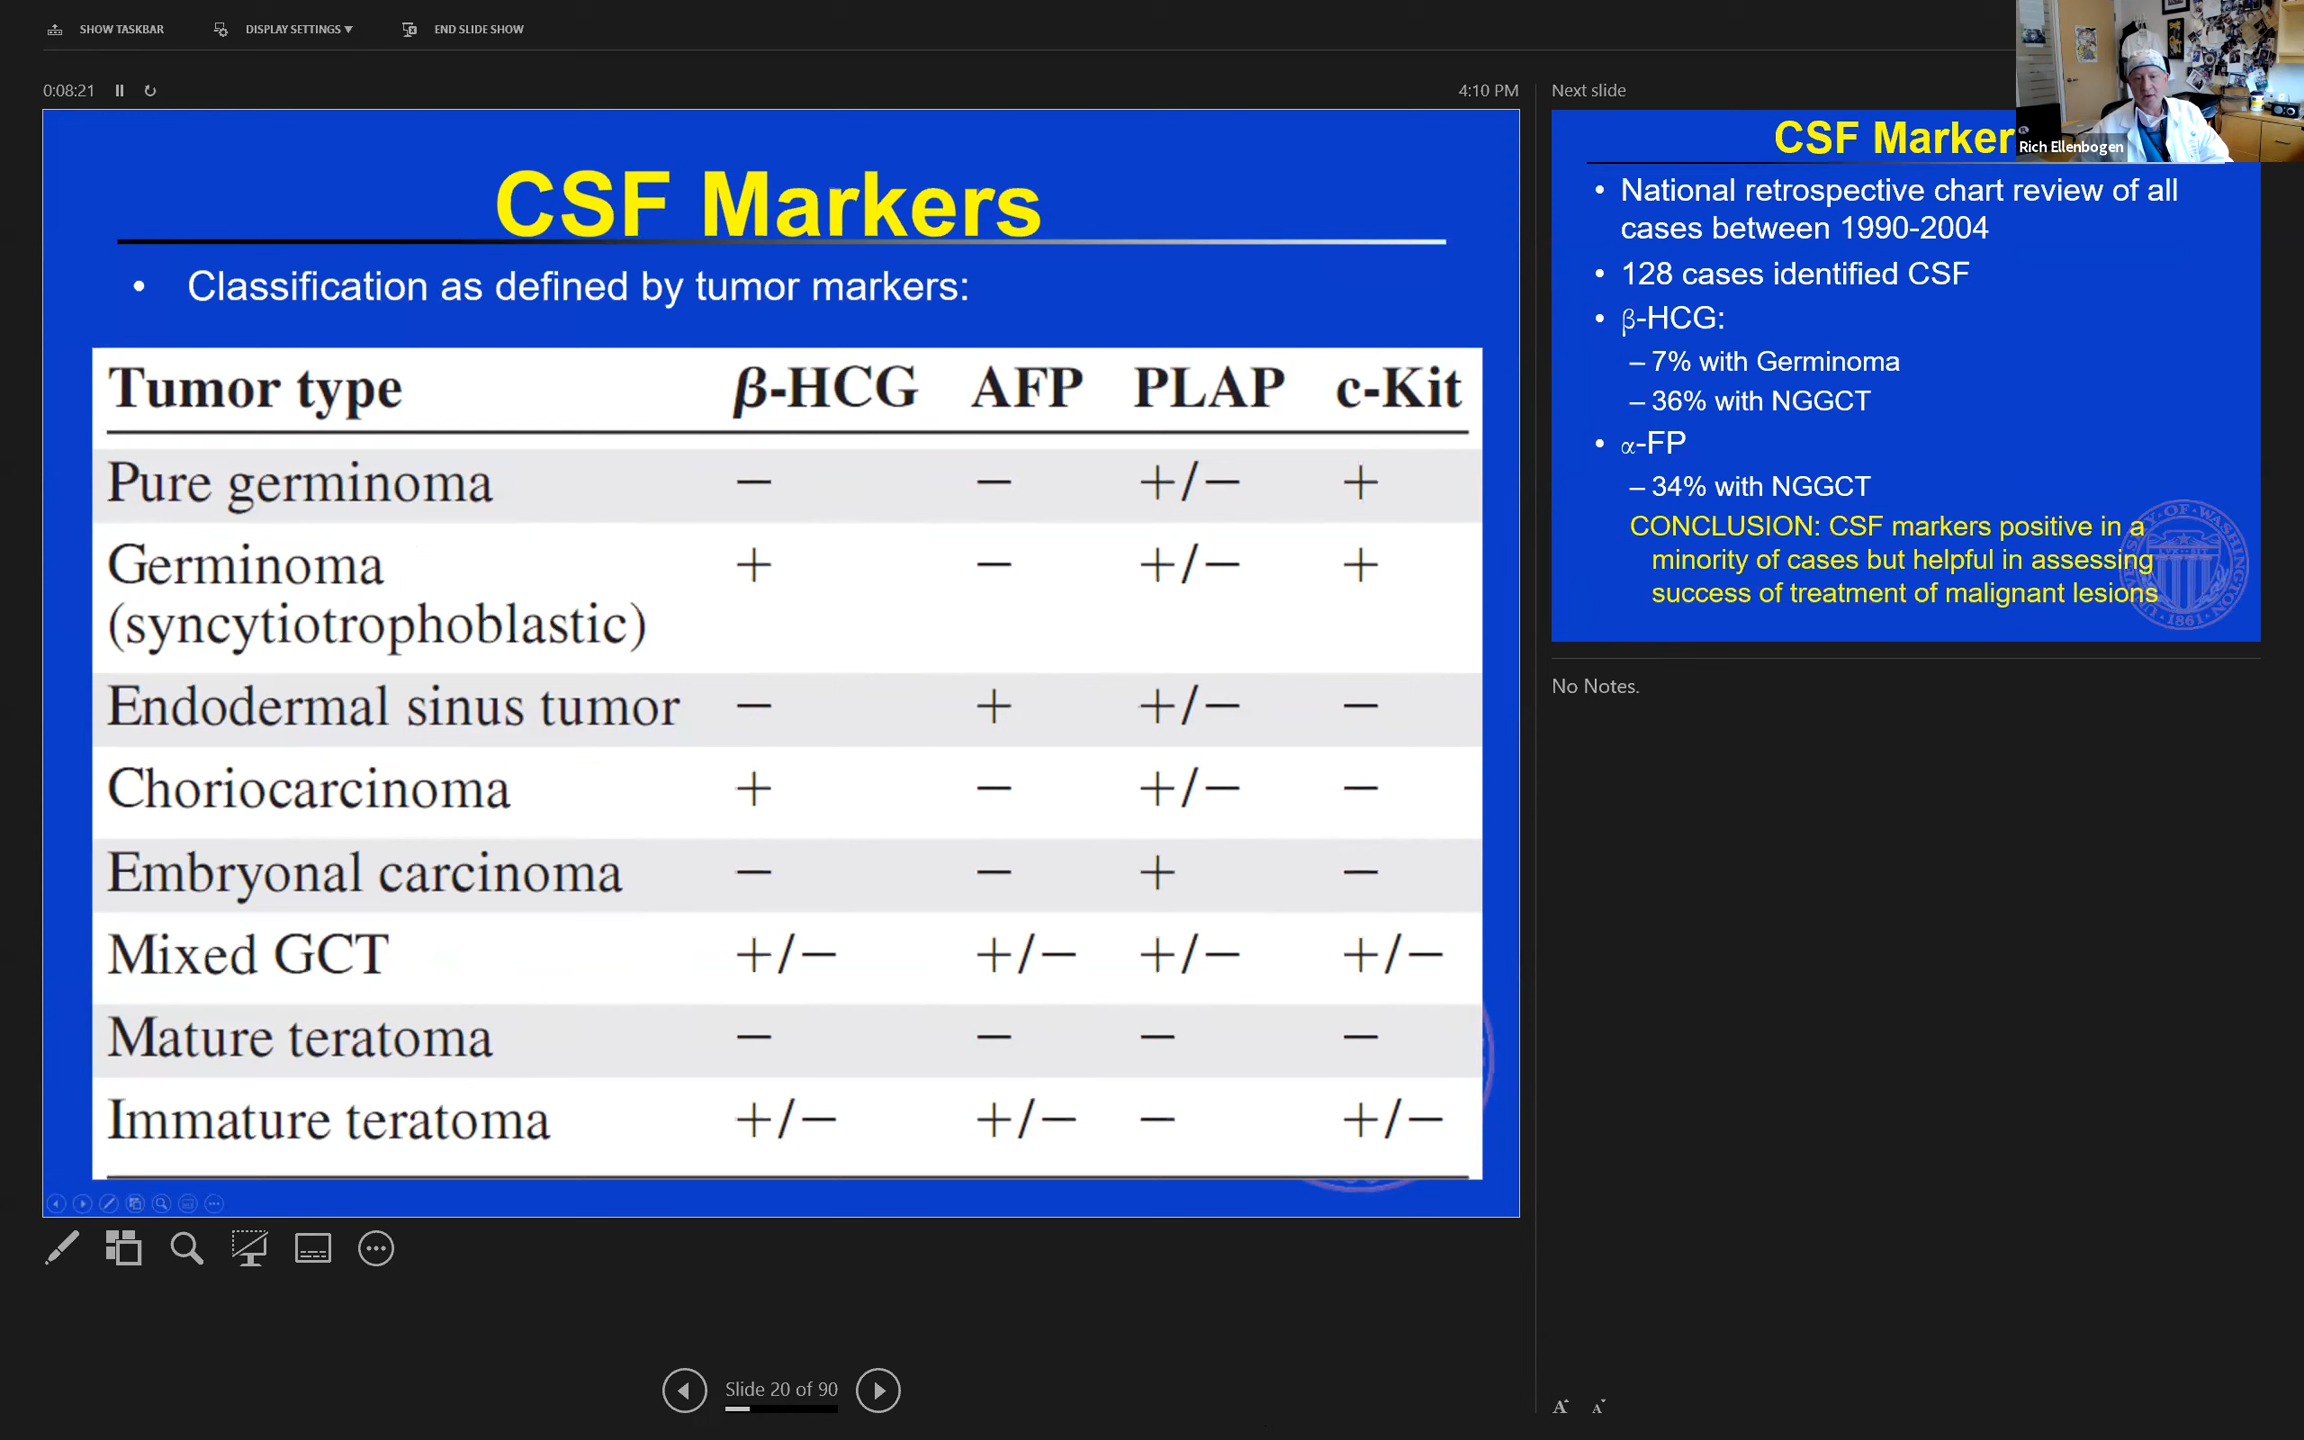 SHOW TASKBAR DISPLAY SETTINGS ▾ END SLIDE SHOW
0:08:21 4:10 PM
CSF Markers
• Classification as defined by tumor markers:
Tumor type β-HCG AFP PLAP c-Kit
Pure germinoma − − +/− +
Germinoma + − +/− +
(syncytiotrophoblastic)
Endodermal sinus tumor − + +/− −
Choriocarcinoma + − +/− −
Embryonal carcinoma − − + −
Mixed GCT +/− +/− +/− +/−
Mature teratoma − − − −
Immature teratoma +/− +/− − +/−
Slide 20 of 90
Next slide
Rich Ellenbogen
CSF Marker
• National retrospective chart review of all
cases between 1990-2004
• 128 cases identified CSF
• β-HCG:
– 7% with Germinoma
– 36% with NGGCT
• α-FP
– 34% with NGGCT
CONCLUSION: CSF markers positive in a
minority of cases but helpful in assessing
success of treatment of malignant lesions
OF WASHINGTON
1861
No Notes.
A A